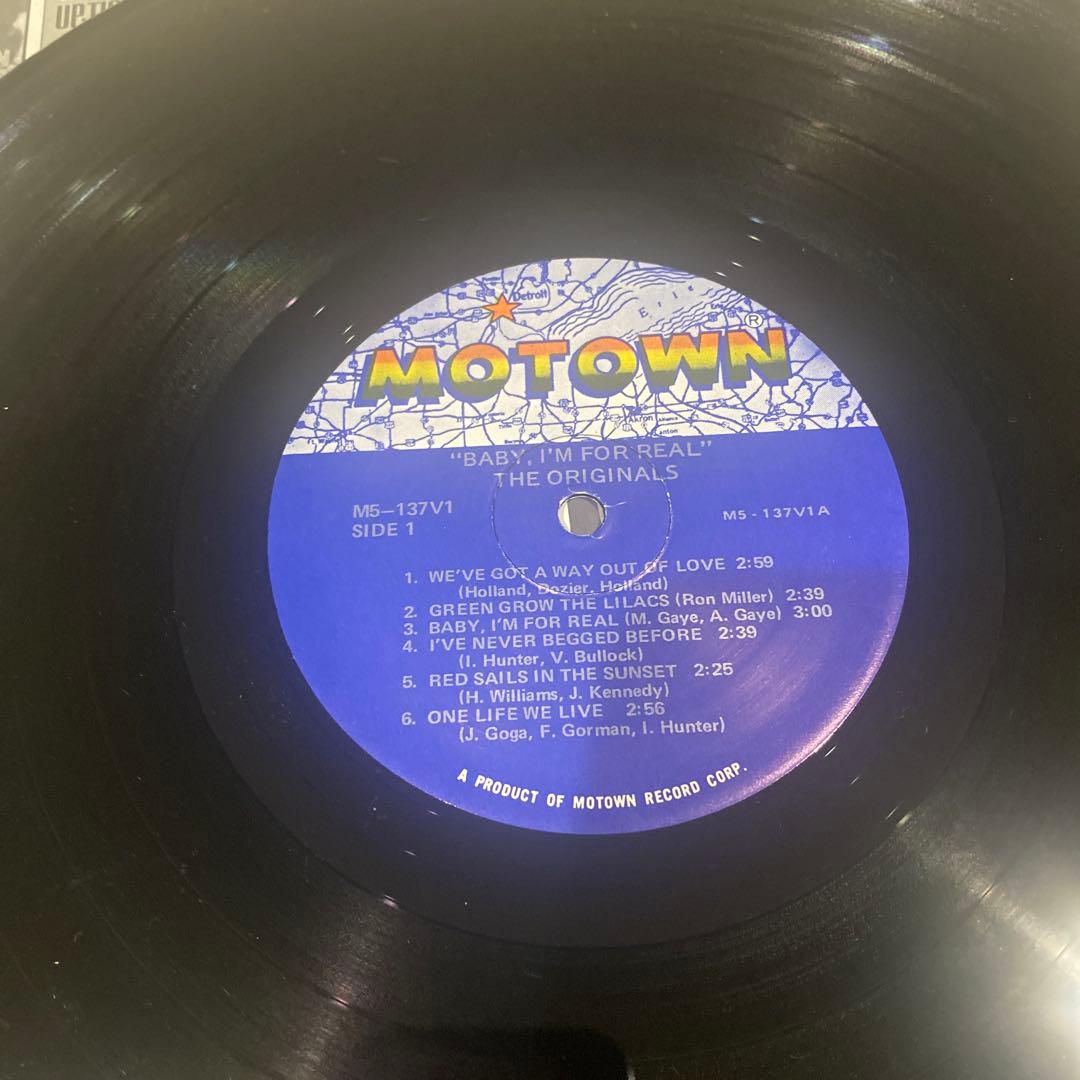 UPTI
Detroit
Erie
MOTOWN®
Akron
"BABY, I'M FOR REAL"
THE ORIGINALS
M5–137V1
SIDE 1
M5 - 137V1A
1. WE'VE GOT A WAY OUT OF LOVE 2:59
(Holland, Dozier, Holland)
2. GREEN GROW THE LILACS (Ron Miller) 2:39
3. BABY, I'M FOR REAL (M. Gaye, A. Gaye) 3:00
4. I'VE NEVER BEGGED BEFORE 2:39
(I. Hunter, V. Bullock)
5. RED SAILS IN THE SUNSET 2:25
(H. Williams, J. Kennedy)
6. ONE LIFE WE LIVE 2:56
(J. Goga, F. Gorman, I. Hunter)
A PRODUCT OF MOTOWN RECORD CORP.